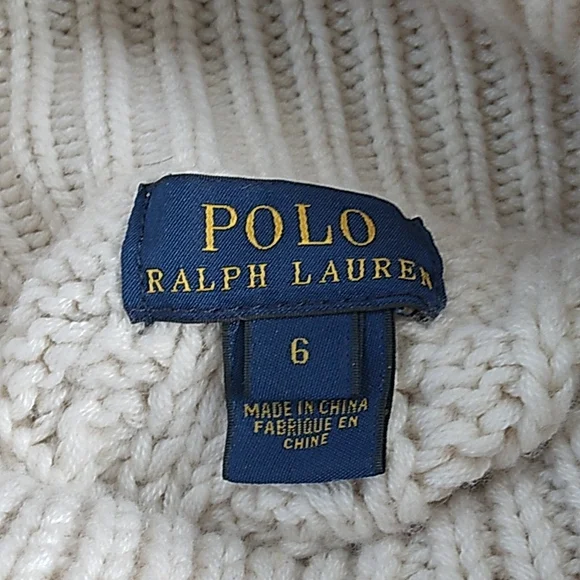 POLO
RALPH LAUREN
6
MADE IN CHINA
FABRIQUE EN
CHINE